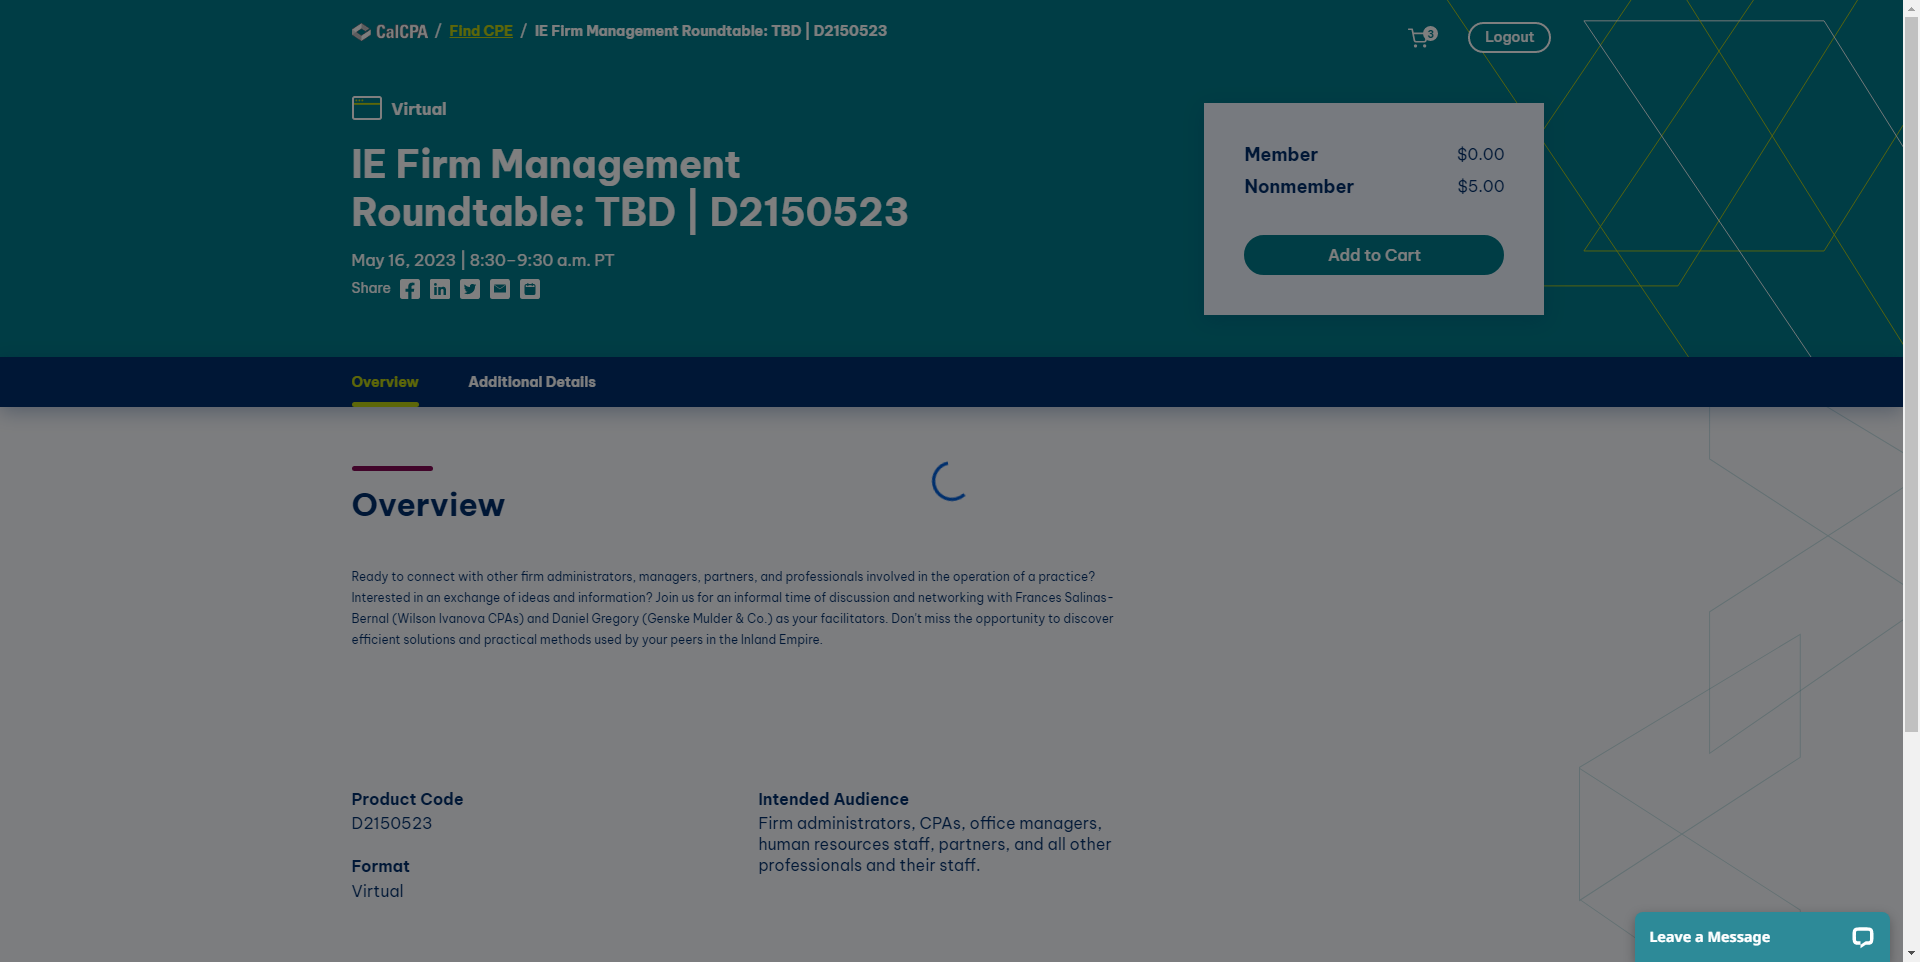 CalCPA / Find CPE / IE Firm Management Roundtable: TBD | D2150523
3
Logout
Virtual
IE Firm Management
Roundtable: TBD | D2150523
May 16, 2023 | 8:30–9:30 a.m. PT
Share
Member $0.00
Nonmember $5.00
Add to Cart
Overview Additional Details
Overview
Ready to connect with other firm administrators, managers, partners, and professionals involved in the operation of a practice?
Interested in an exchange of ideas and information? Join us for an informal time of discussion and networking with Frances Salinas-
Bernal (Wilson Ivanova CPAs) and Daniel Gregory (Genske Mulder & Co.) as your facilitators. Don't miss the opportunity to discover
efficient solutions and practical methods used by your peers in the Inland Empire.
Product Code
D2150523
Format
Virtual
Intended Audience
Firm administrators, CPAs, office managers,
human resources staff, partners, and all other
professionals and their staff.
Leave a Message